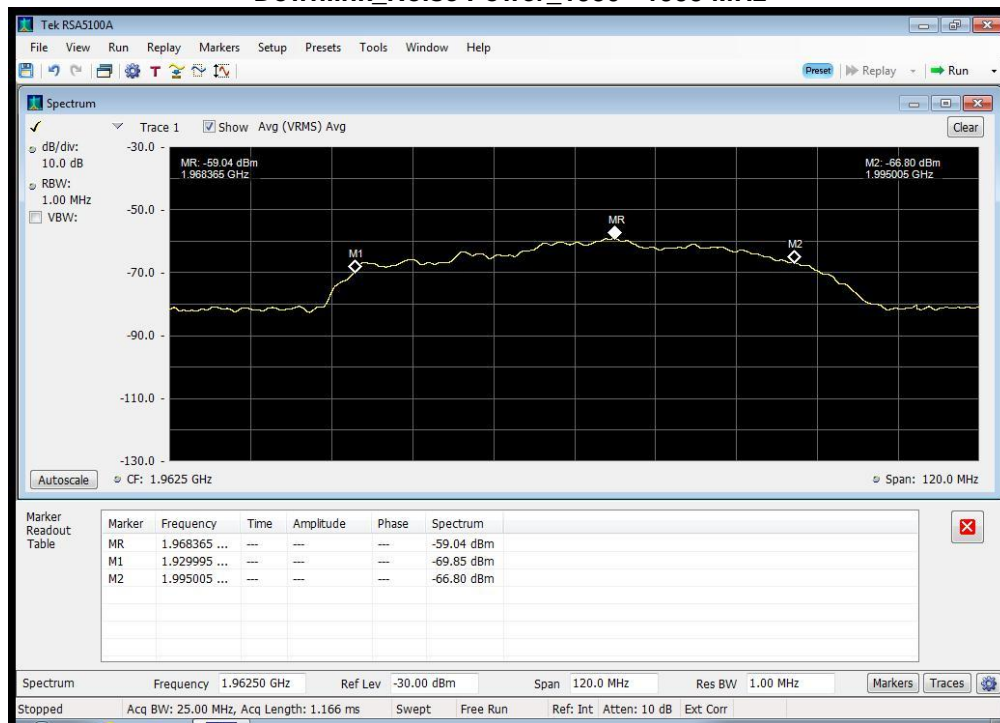 Tek RSA5100A
File View Run Replay Markers Setup Presets Tools Window Help
T Preset Replay Run
Spectrum
Trace 1 Show Avg (VRMS) Avg Clear
dB/div:
10.0 dB
RBW:
1.00 MHz
VBW:
-30.0
-50.0
-70.0
-90.0
-110.0
-130.0
MR: -59.04 dBm
1.968365 GHz
M2: -66.80 dBm
1.995005 GHz
MR
M1
M2
Autoscale CF: 1.9625 GHz Span: 120.0 MHz
Marker
Readout
Table
Marker Frequency Time Amplitude Phase Spectrum
MR 1.968365 ... --- --- --- -59.04 dBm
M1 1.929995 ... --- --- --- -69.85 dBm
M2 1.995005 ... --- --- --- -66.80 dBm
Spectrum Frequency 1.96250 GHz Ref Lev -30.00 dBm Span 120.0 MHz Res BW 1.00 MHz Markers Traces
Stopped Acq BW: 25.00 MHz, Acq Length: 1.166 ms Swept Free Run Ref: Int Atten: 10 dB Ext Corr